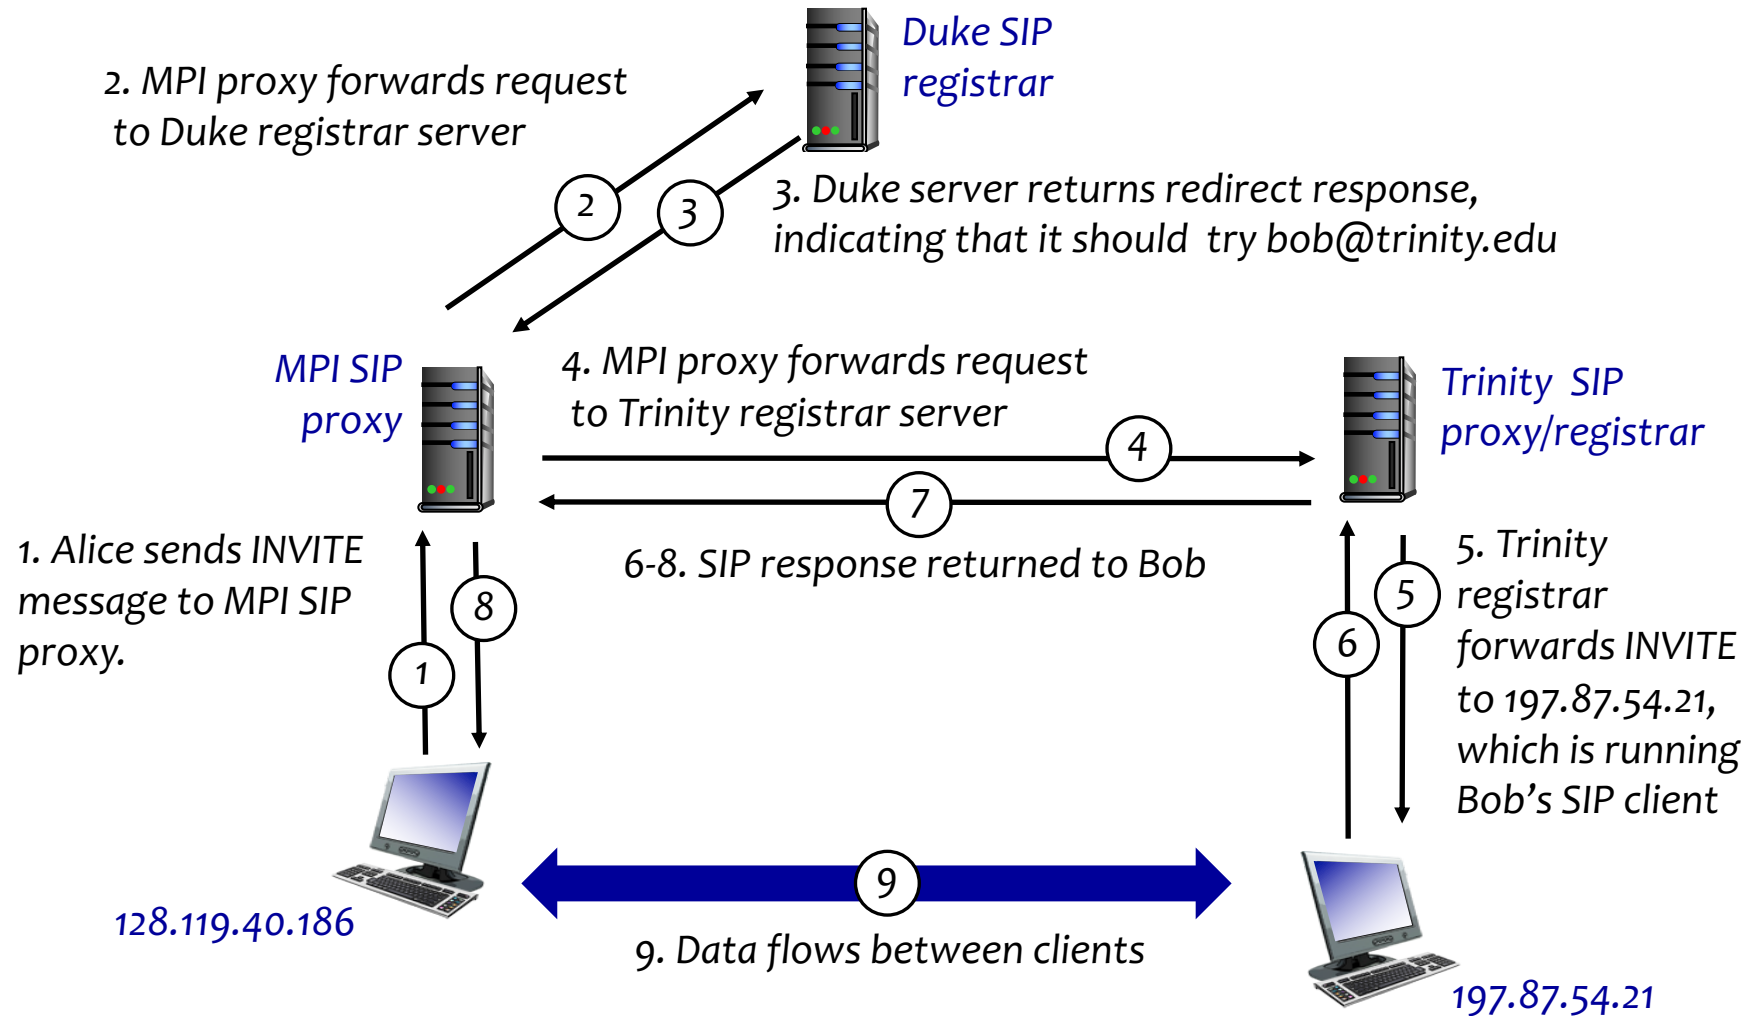 Duke SIP
registrar
2. MPI proxy forwards request
to Duke registrar server
2
3
3. Duke server returns redirect response,
indicating that it should try bob@trinity.edu
MPI SIP
proxy
4. MPI proxy forwards request
to Trinity registrar server
4
Trinity SIP
proxy/registrar
7
1. Alice sends INVITE
message to MPI SIP
proxy.
6-8. SIP response returned to Bob
5. Trinity
registrar
forwards INVITE
to 197.87.54.21,
which is running
Bob's SIP client
8
1
5
6
9
128.119.40.186
9. Data flows between clients
197.87.54.21